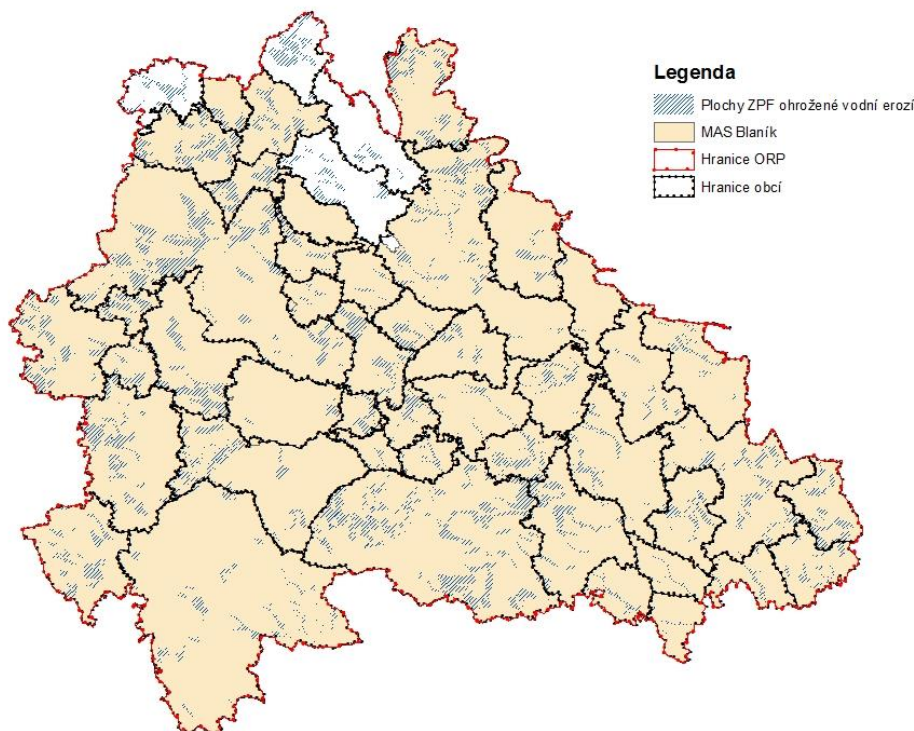 Legenda
Plochy ZPF ohrožené vodní erozí
MAS Blaník
Hranice ORP
Hranice obcí